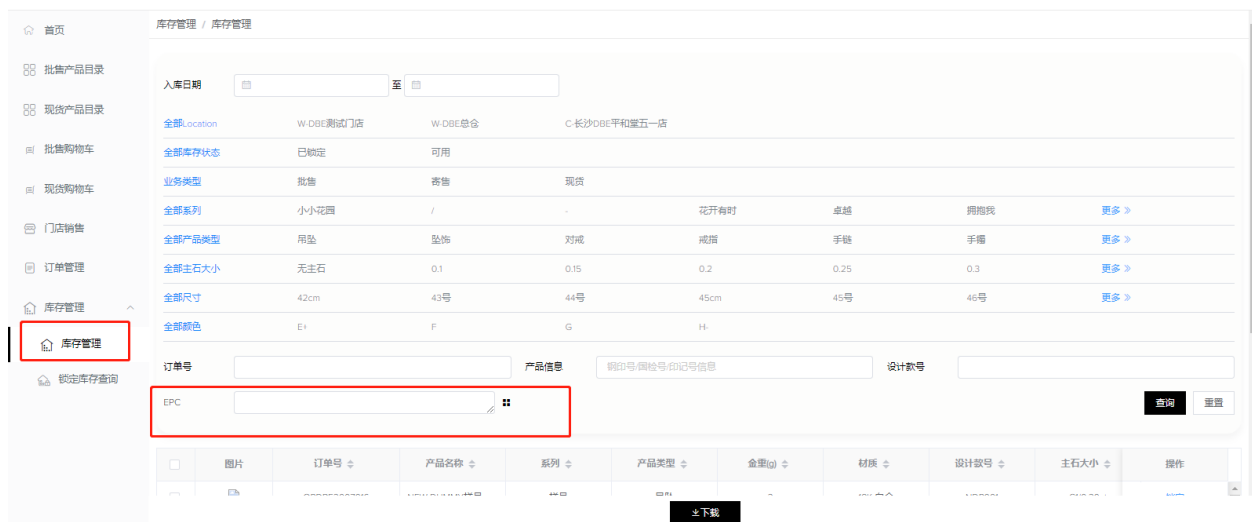 首页
批售产品目录
现货产品目录
批售购物车
现货购物车
门店销售
订单管理
库存管理
库存管理
锁定库存查询
库存管理 / 库存管理
入库日期 至
全部Location W-DBE测试门店 W-DBE总仓 C-长沙DBE平和堂五一店
全部库存状态 已锁定 可用
业务类型 批售 寄售 现货
全部系列 小小花园 / - 花开有时 卓越 拥抱我 更多 》
全部产品类型 吊坠 坠饰 对戒 戒指 手链 手镯 更多 》
全部主石大小 无主石 0.1 0.15 0.2 0.25 0.3 更多 》
全部尺寸 42cm 43号 44号 45cm 45号 46号 更多 》
全部颜色 E+ F G H-
订单号 产品信息 钢印号/国检号/印记号信息 设计款号
EPC 查询 重置
图片 订单号 产品名称 系列 产品类型 金重(g) 材质 设计款号 主石大小 操作
下载